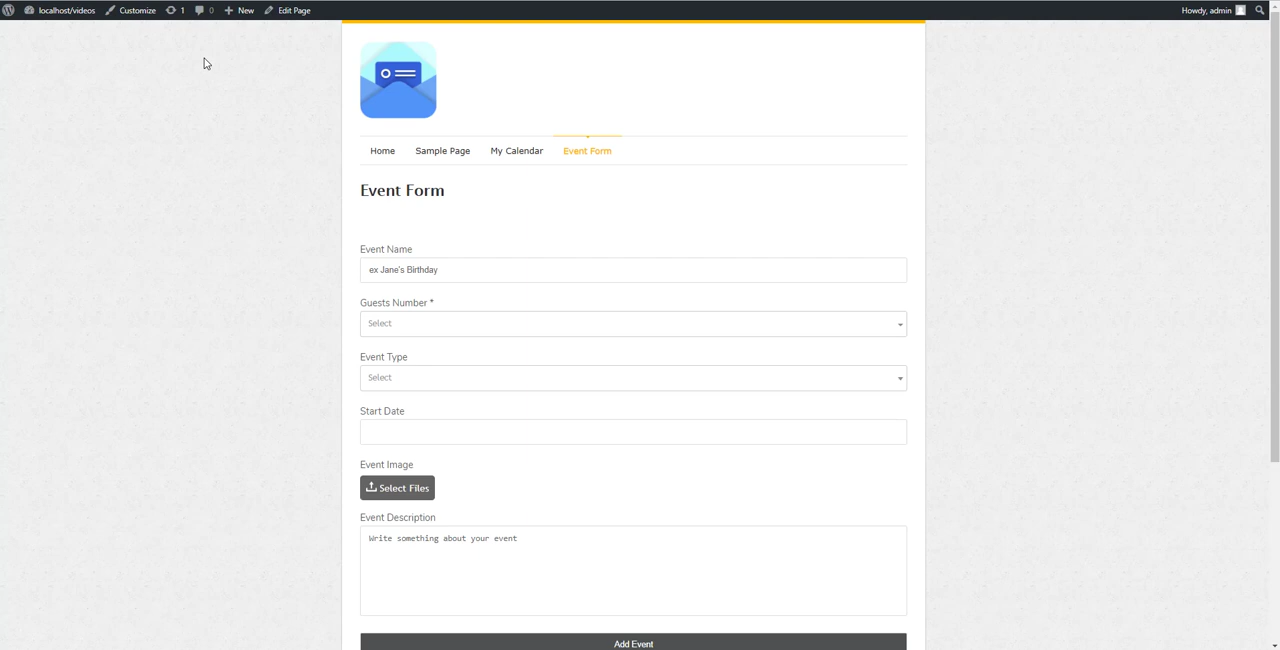 localhost/videos Customize 1 0 New Edit Page Howdy, admin
Home Sample Page My Calendar Event Form
Event Form
Event Name
ex Jane's Birthday
Guests Number *
Select
Event Type
Select
Start Date
Event Image
Select Files
Event Description
Write something about your event
Add Event